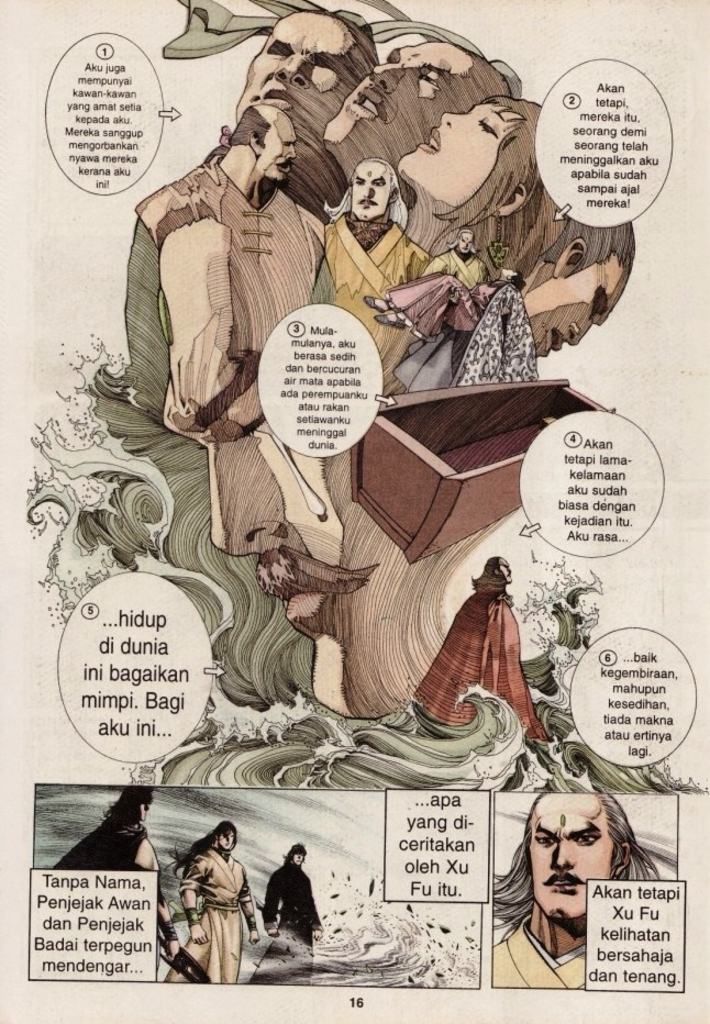 1
Aku juga
mempunyai
kawan-kawan
yang amat setia
kepada aku.
Mereka sanggup
mengorbankan
nyawa mereka
kerana aku
ini!
2
Akan
tetapi,
mereka itu,
seorang demi
seorang telah
meninggalkan aku
apabila sudah
sampai ajal
mereka!
3 Mula-
mulanya, aku
berasa sedih
dan bercucuran
air mata apabila
ada perempuanku
atau rakan
setiawanku
meninggal
dunia.
4 Akan
tetapi lama-
kelamaan
aku sudah
biasa dengan
kejadian itu.
Aku rasa...
5
...hidup
di dunia
ini bagaikan
mimpi. Bagi
aku ini...
6 ...baik
kegembiraan,
mahupun
kesedihan,
tiada makna
atau ertinya
lagi.
Tanpa Nama,
Penjejak Awan
dan Penjejak
Badai terpegun
mendengar...
...apa
yang di-
ceritakan
oleh Xu
Fu itu.
Akan tetapi
Xu Fu
kelihatan
bersahaja
dan tenang.
16